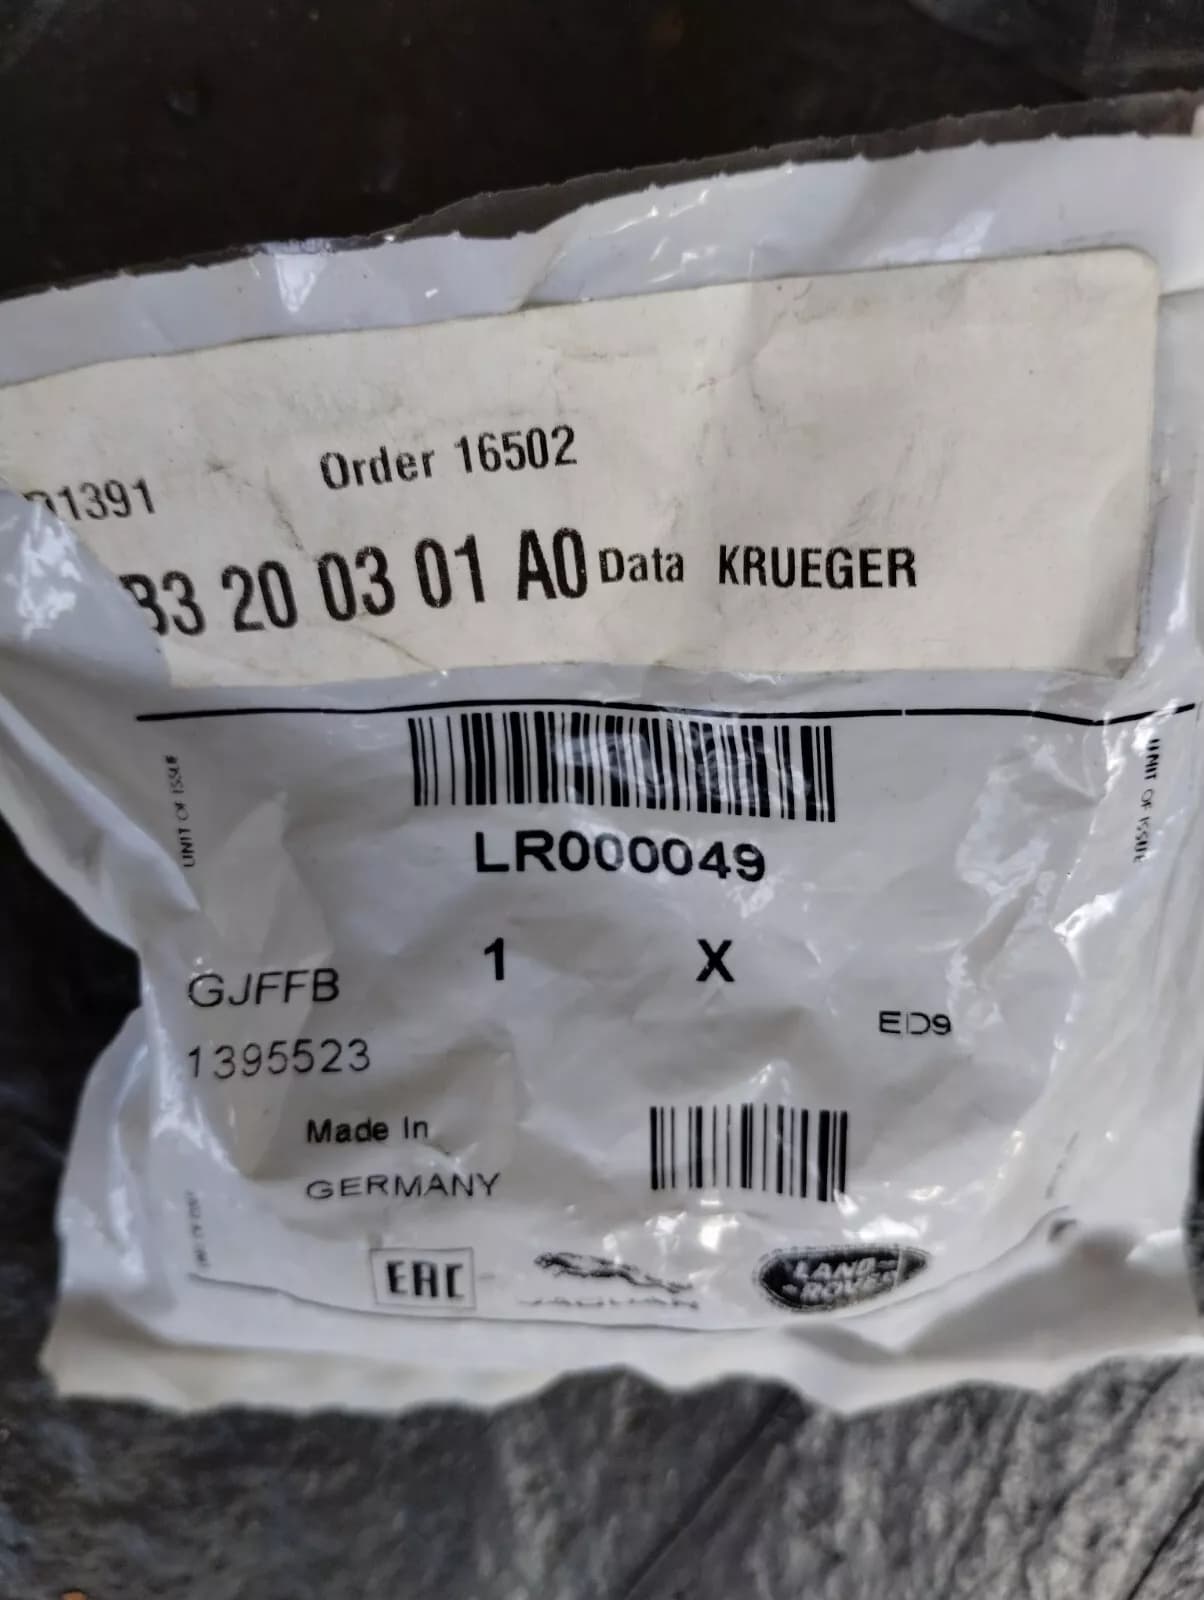 1391
Order 16502
B3 20 03 01 A0 Data KRUEGER
UNIT OF ISSUE
UNIT OF ISSUE
LR000049
1 X
GJFFB
ED9
1395523
Made In
GERMANY
EAC
JAGUAR
LAND-
-ROVER